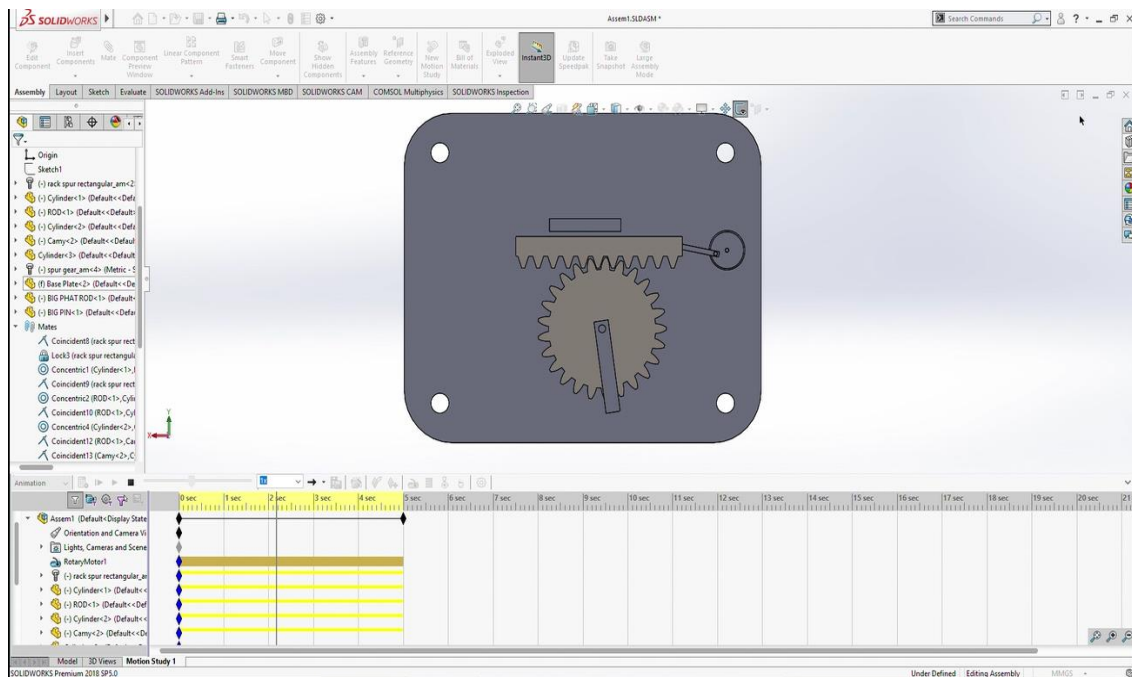 SOLIDWORKS
Assem1.SLDASM *
Search Commands
Edit Component
Insert Components
Mate
Component Preview Window
Linear Component Pattern
Smart Fasteners
Move Component
Show Hidden Components
Assembly Features
Reference Geometry
New Motion Study
Bill of Materials
Exploded View
Instant3D
Update Speedpak
Take Snapshot
Large Assembly Mode
Assembly Layout Sketch Evaluate SOLIDWORKS Add-Ins SOLIDWORKS MBD SOLIDWORKS CAM COMSOL Multiphysics SOLIDWORKS Inspection
Origin
Sketch1
(-) rack spur rectangular_am<2
(-) Cylinder<1> (Default<<Defa
(-) ROD<1> (Default<<Default
(-) Cylinder<2> (Default<<Defa
(-) Camy<2> (Default<<Defaul
Cylinder<3> (Default<<Default
(-) spur gear_am<4> (Metric - S
(f) Base Plate<2> (Default<<De
(-) BIG PHAT ROD<1> (Default<
(-) BIG PIN<1> (Default<<Defau
Mates
Coincident8 (rack spur rect
Lock3 (rack spur rectangula
Concentric1 (Cylinder<1>,
Coincident9 (rack spur rect
Concentric2 (ROD<1>,Cyli
Coincident10 (ROD<1>,Cyl
Concentric4 (Cylinder<2>,
Coincident12 (ROD<1>,Ca
Coincident13 (Camy<2>,C
Y
X
Animation
1x
0 sec 1 sec 2 sec 3 sec 4 sec 5 sec 6 sec 7 sec 8 sec 9 sec 10 sec 11 sec 12 sec 13 sec 14 sec 15 sec 16 sec 17 sec 18 sec 19 sec 20 sec 21
Assem1 (Default<Display State
Orientation and Camera Vi
Lights, Cameras and Scene
RotaryMotor1
(-) rack spur rectangular_ar
(-) Cylinder<1> (Default<<
(-) ROD<1> (Default<<Def
(-) Cylinder<2> (Default<<
(-) Camy<2> (Default<<De
Model 3D Views Motion Study 1
SOLIDWORKS Premium 2018 SP5.0
Under Defined Editing Assembly MMGS